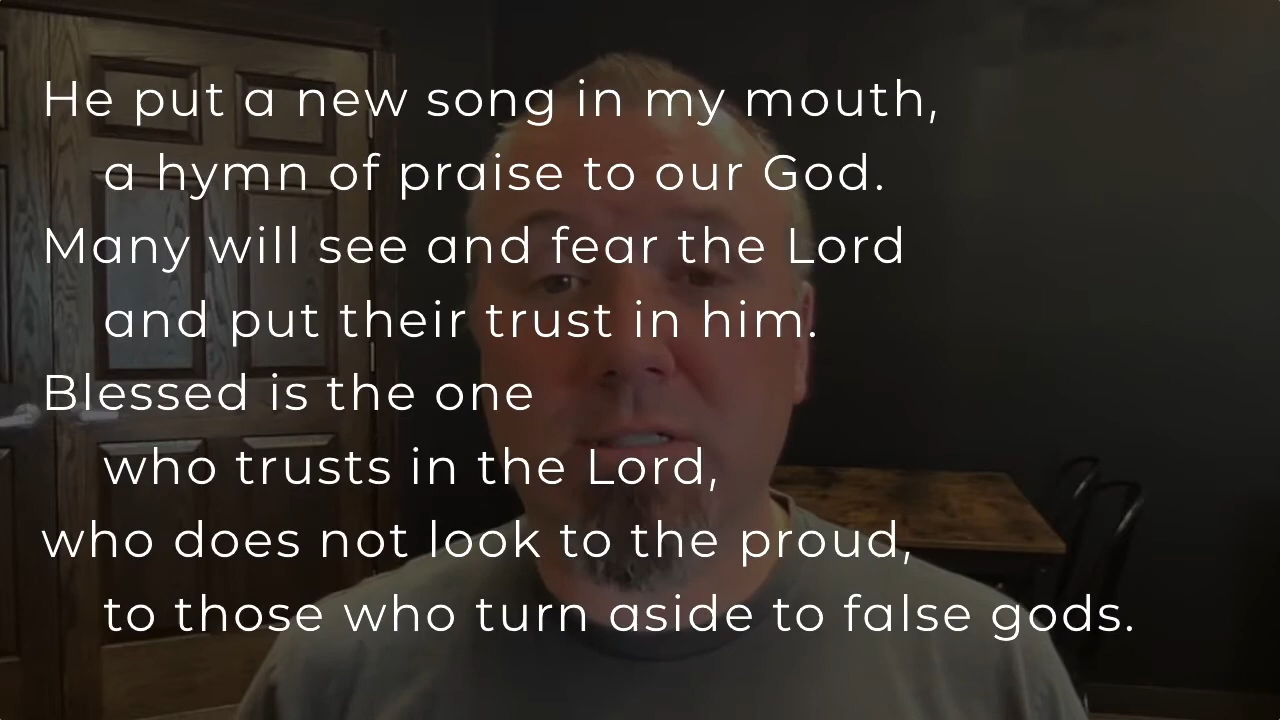 He put a new song in my mouth,
a hymn of praise to our God.
Many will see and fear the Lord
and put their trust in him.
Blessed is the one
who trusts in the Lord,
who does not look to the proud,
to those who turn aside to false gods.